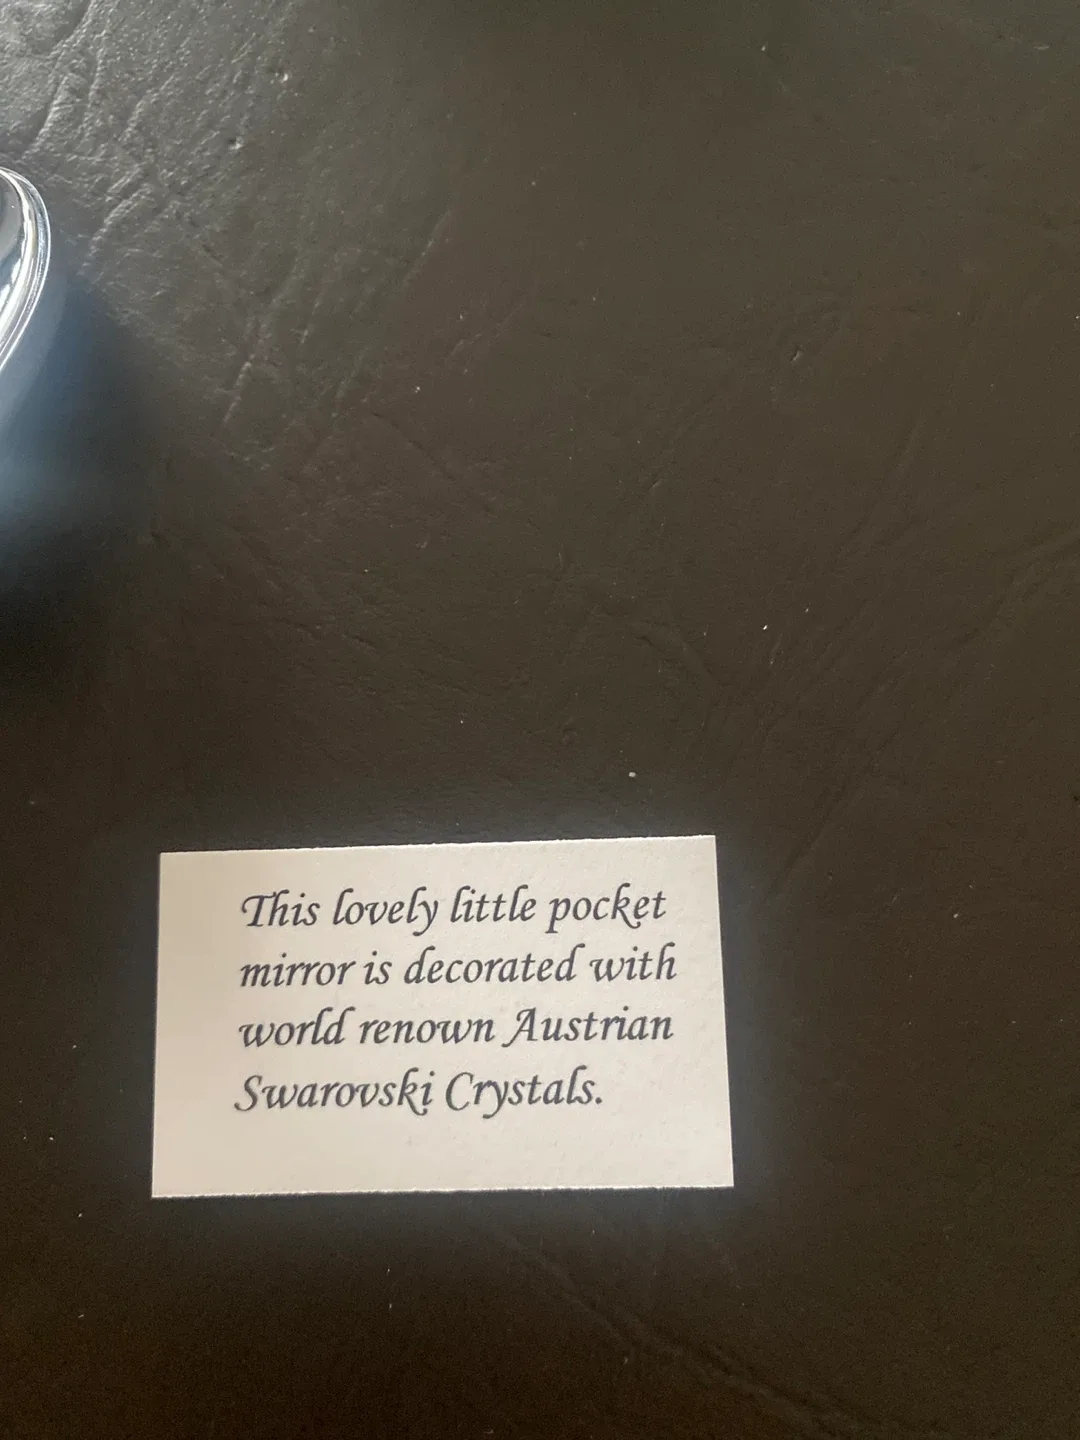 This lovely little pocket
mirror is decorated with
world renown Austrian
Swarovski Crystals.